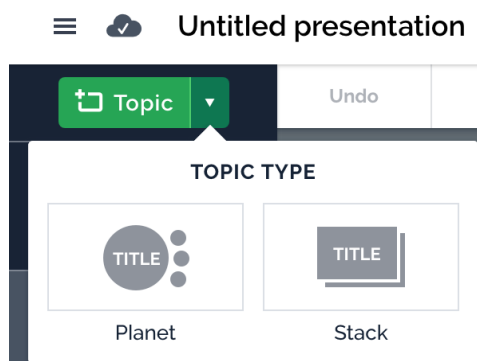 Untitled presentation
Topic
Undo
TOPIC TYPE
TITLE
TITLE
Planet
Stack